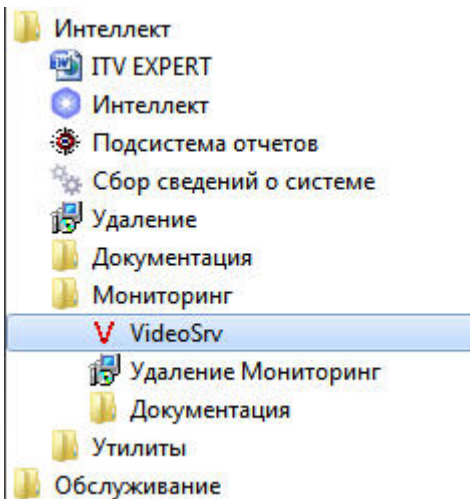 Интеллект
ITV EXPERT
Интеллект
Подсистема отчетов
Сбор сведений о системе
Удаление
Документация
Мониторинг
VideoSrv
Удаление Мониторинг
Документация
Утилиты
Обслуживание